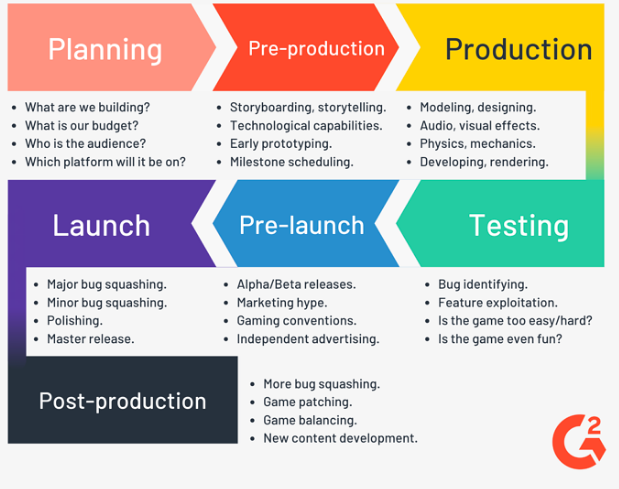 Planning
Pre-production
Production
• What are we building?
• What is our budget?
• Who is the audience?
• Which platform will it be on?
• Storyboarding, storytelling.
• Technological capabilities.
• Early prototyping.
• Milestone scheduling.
• Modeling, designing.
• Audio, visual effects.
• Physics, mechanics.
• Developing, rendering.
Testing
Pre-launch
Launch
• Bug identifying.
• Feature exploitation.
• Is the game too easy/hard?
• Is the game even fun?
• Alpha/Beta releases.
• Marketing hype.
• Gaming conventions.
• Independent advertising.
• Major bug squashing.
• Minor bug squashing.
• Polishing.
• Master release.
Post-production
• More bug squashing.
• Game patching.
• Game balancing.
• New content development.
G2